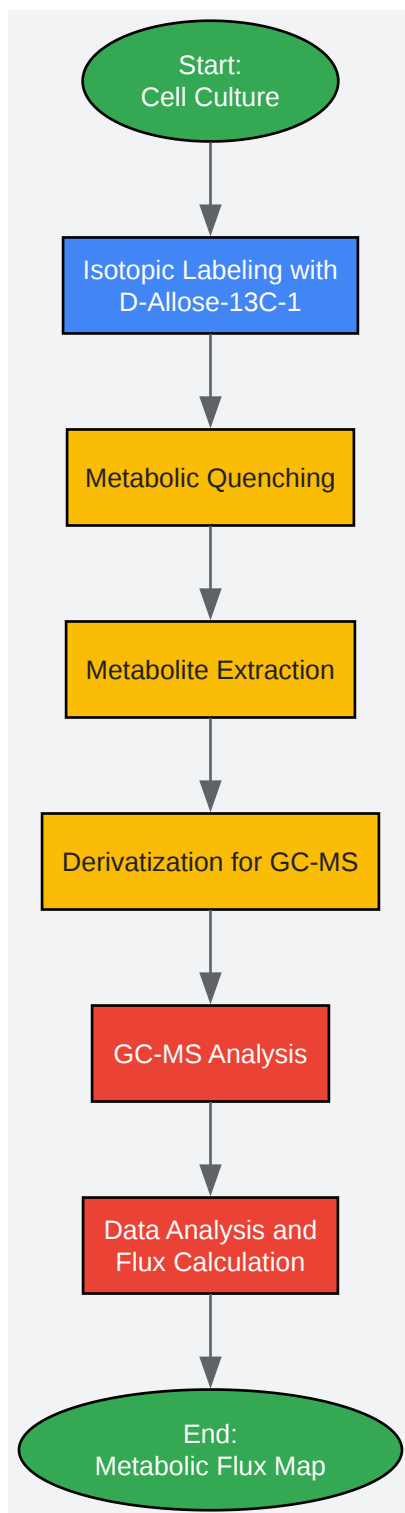 Start:
Cell Culture
Isotopic Labeling with
D-Allose-13C-1
Metabolic Quenching
Metabolite Extraction
Derivatization for GC-MS
GC-MS Analysis
Data Analysis and
Flux Calculation
End:
Metabolic Flux Map